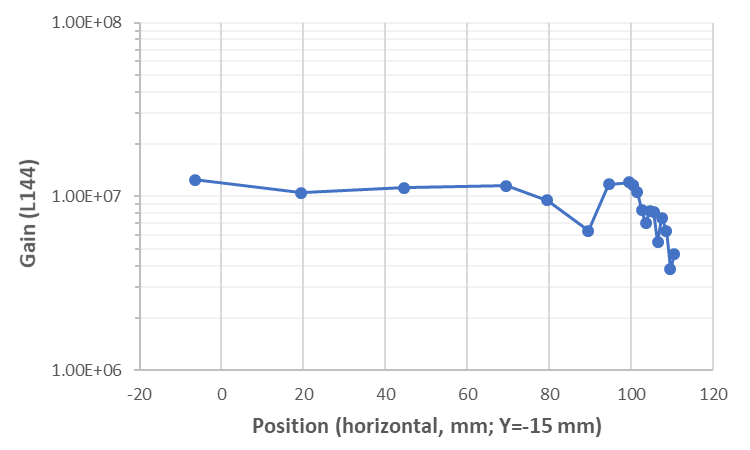 1.00E+08
1.00E+07
1.00E+06
Gain (L144)
-20 0 20 40 60 80 100 120
Position (horizontal, mm; Y=-15 mm)